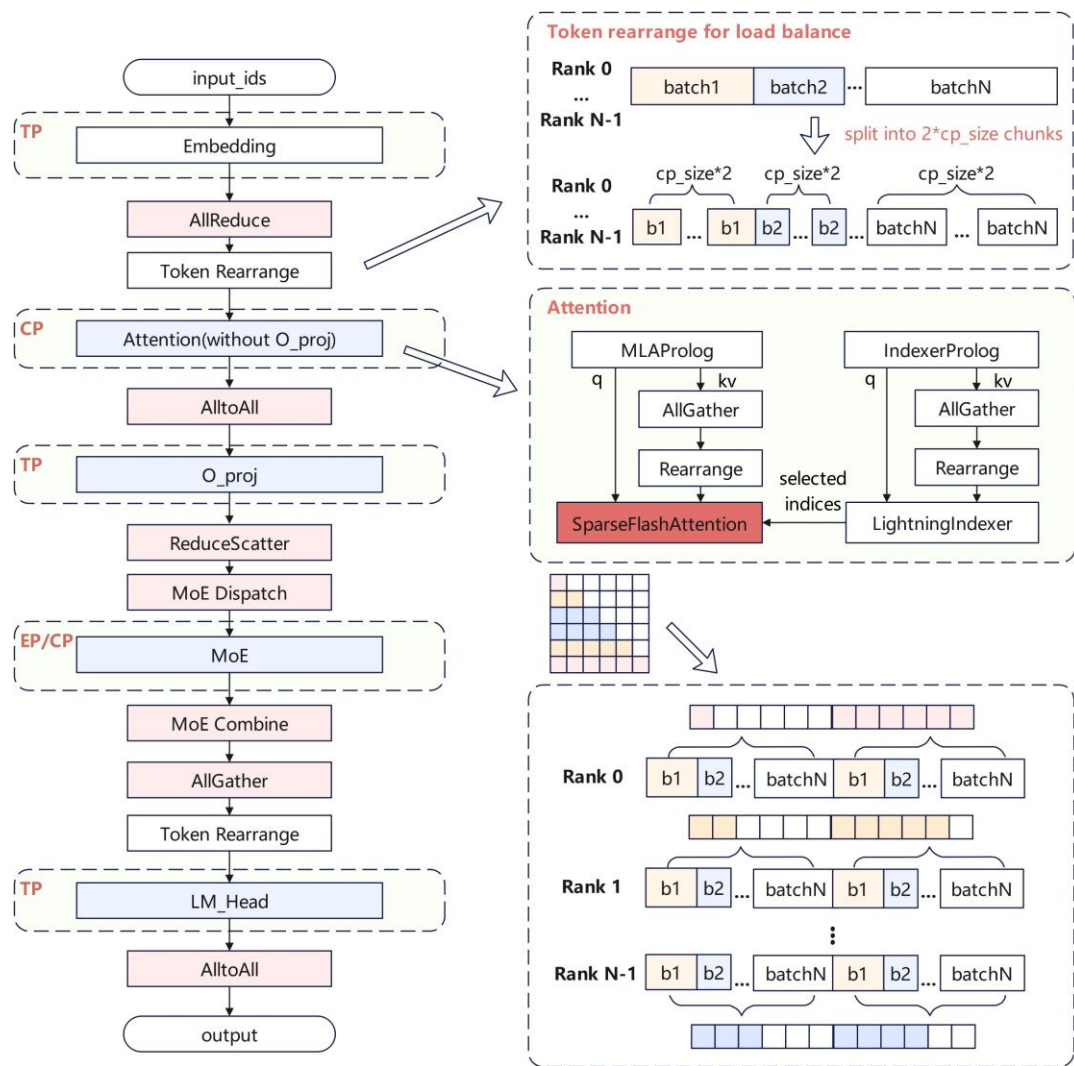 input_ids
TP
Embedding
AllReduce
Token Rearrange
CP
Attention(without O_proj)
AlltoAll
TP
O_proj
ReduceScatter
MoE Dispatch
EP/CP
MoE
MoE Combine
AllGather
Token Rearrange
TP
LM_Head
AlltoAll
output
Token rearrange for load balance
Rank 0
...
Rank N-1
batch1 batch2 ... batchN
split into 2*cp_size chunks
cp_size*2 cp_size*2 cp_size*2
Rank 0
...
Rank N-1
b1 ... b1 b2 ... b2 ... batchN ... batchN
Attention
MLAProlog IndexerProlog
q kv q kv
AllGather AllGather
Rearrange Rearrange
selected
indices
SparseFlashAttention LightningIndexer
Rank 0 b1 b2 ... batchN b1 b2 ... batchN
Rank 1 b1 b2 ... batchN b1 b2 ... batchN
⋮
Rank N-1 b1 b2 ... batchN b1 b2 ... batchN